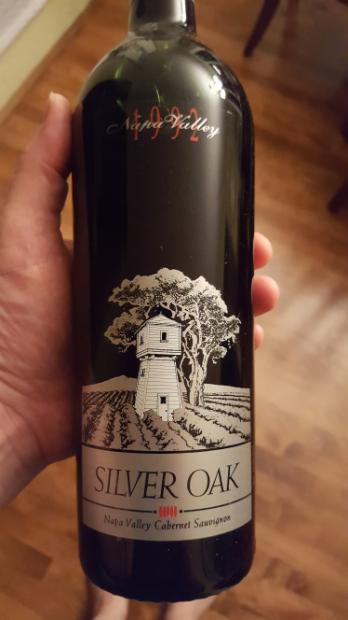 1992
Napa Valley
SILVER OAK
Napa Valley Cabernet Sauvignon